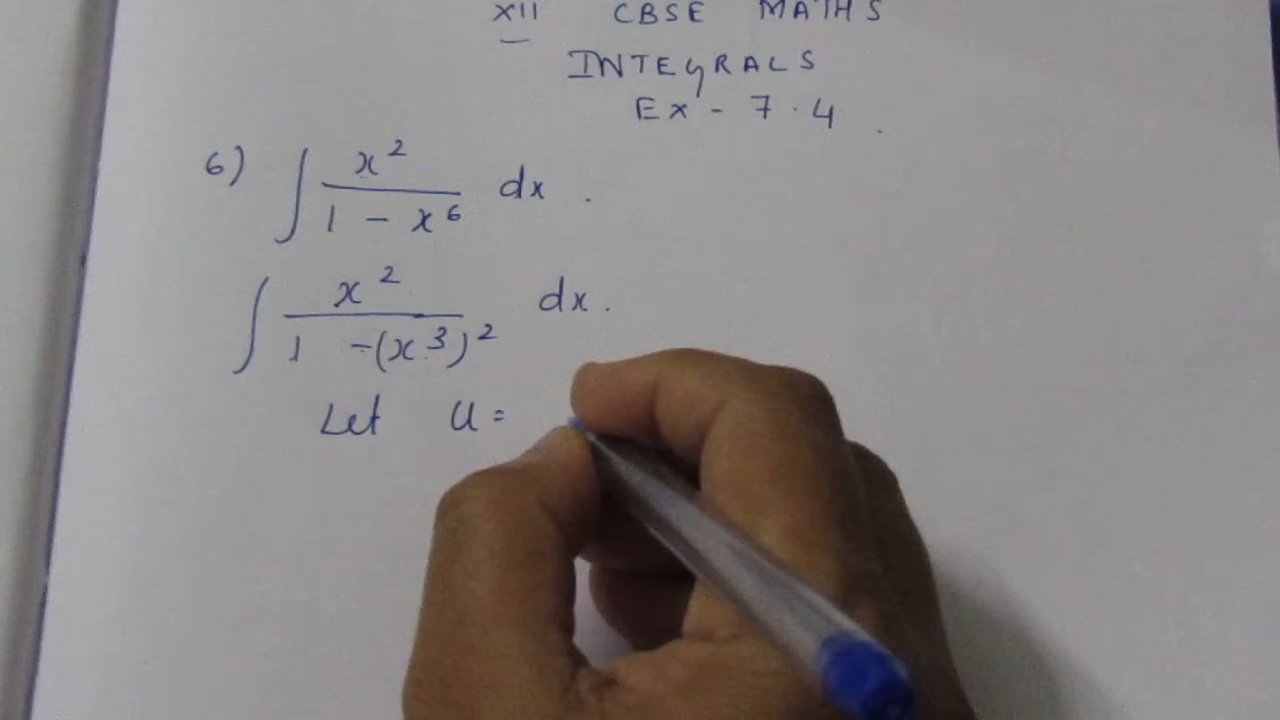 XII CBSE MATHS
INTEGRALS
Ex - 7.4.
6) ∫ x² / (1 - x⁶) dx.
∫ x² / (1 - (x³)²) dx.
Let u =